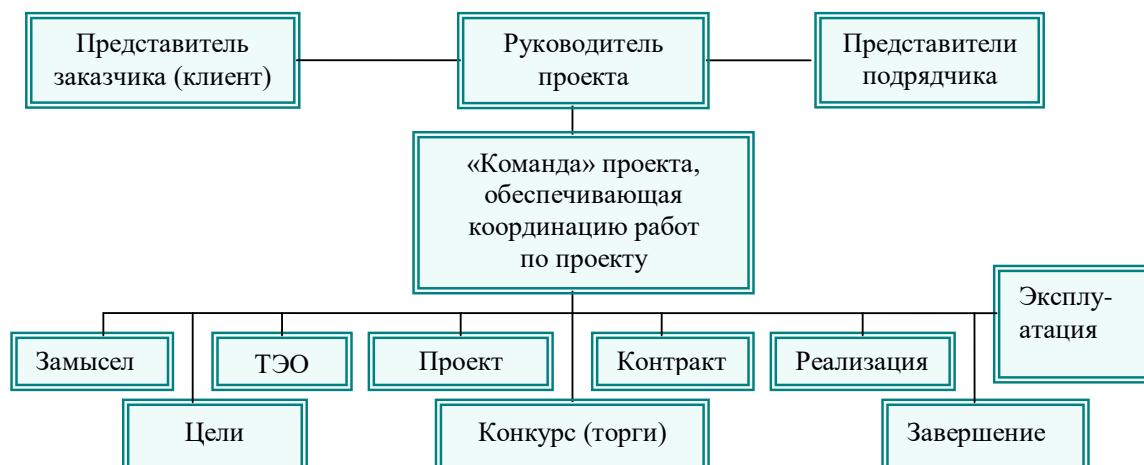 Представитель
заказчика (клиент)
Руководитель
проекта
Представители
подрядчика
«Команда» проекта,
обеспечивающая
координацию работ
по проекту
Эксплу-
атация
Замысел
ТЭО
Проект
Контракт
Реализация
Цели
Конкурс (торги)
Завершение